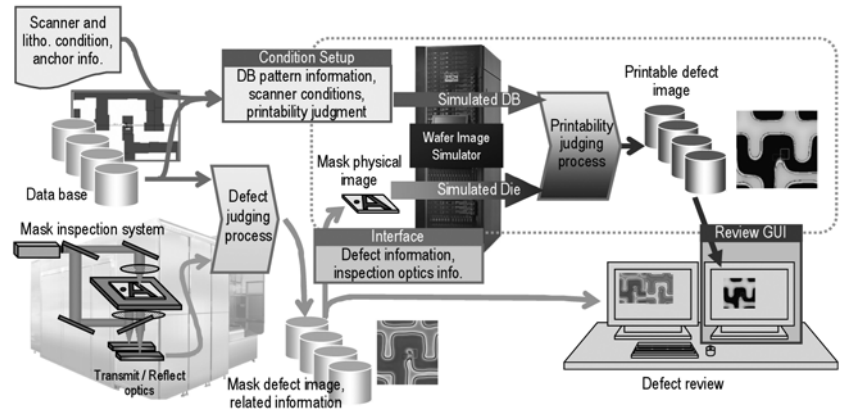 Scanner and
litho. condition,
anchor info.
Condition Setup
DB pattern information,
scanner conditions,
printability judgment
Simulated DB
Wafer Image
Simulator
Simulated Die
Printability
judging
process
Printable defect
image
Data base
Mask physical
image
A
Defect
judging
process
Mask inspection system
A
Transmit / Reflect
optics
Interface
Defect information,
inspection optics info.
Mask defect image,
related information
Review GUI
Defect review